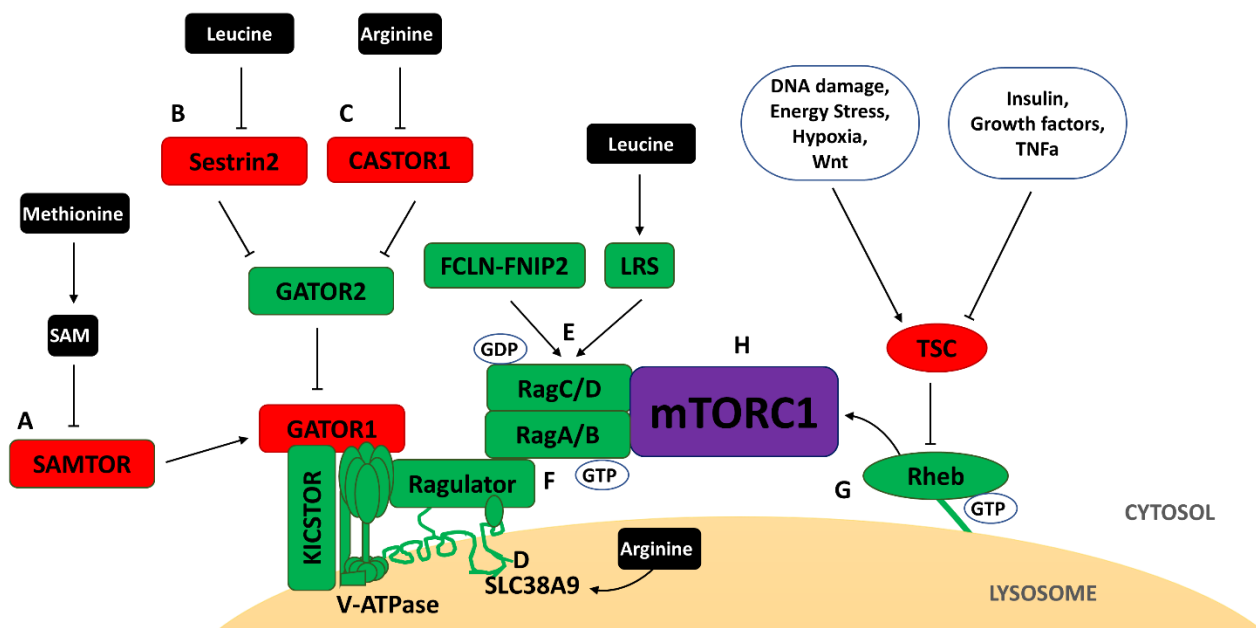 Leucine
Arginine
DNA damage,
Energy Stress,
Hypoxia,
Wnt
Insulin,
Growth factors,
TNFa
B
C
Sestrin2
CASTOR1
Leucine
Methionine
GATOR2
FCLN-FNIP2
LRS
SAM
E
H
TSC
GDP
RagC/D
mTORC1
A
GATOR1
RagA/B
SAMTOR
Ragulator
F
GTP
G
Rheb
GTP
KICSTOR
CYTOSOL
D
Arginine
SLC38A9
V-ATPase
LYSOSOME